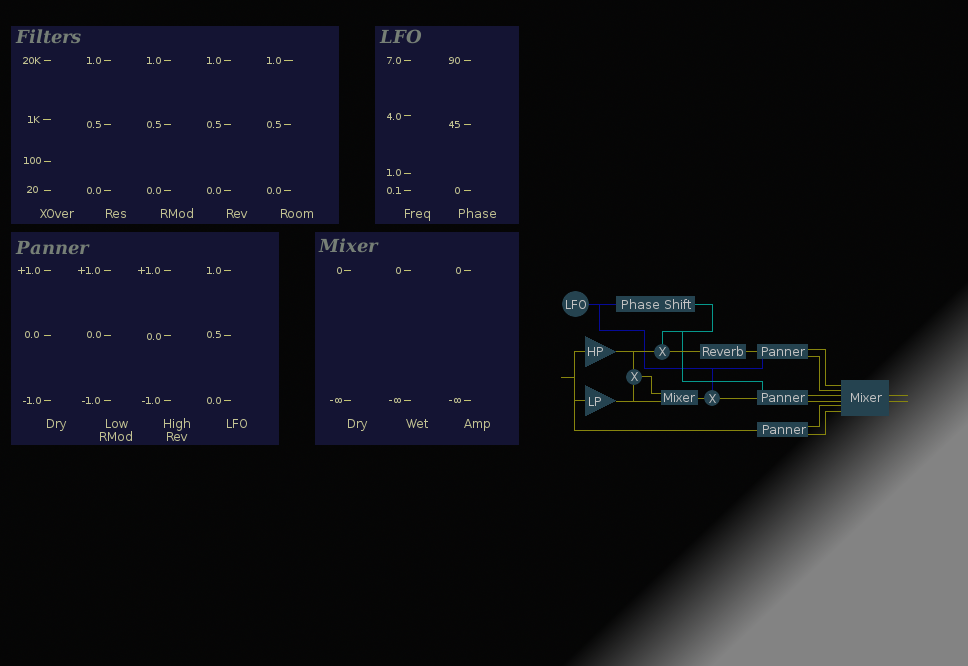 Filters
20K 1.0 1.0 1.0 1.0
1K 0.5 0.5 0.5 0.5
100
20 0.0 0.0 0.0 0.0
XOver Res RMod Rev Room
LFO
7.0 90
4.0 45
1.0
0.1 0
Freq Phase
Panner
+1.0 +1.0 +1.0 1.0
0.0 0.0 0.0 0.5
-1.0 -1.0 -1.0 0.0
Dry Low High LFO
RMod Rev
Mixer
0 0 0
-∞ -∞ -∞
Dry Wet Amp
LFO Phase Shift
HP X Reverb Panner
X
LP Mixer X Panner Mixer
Panner